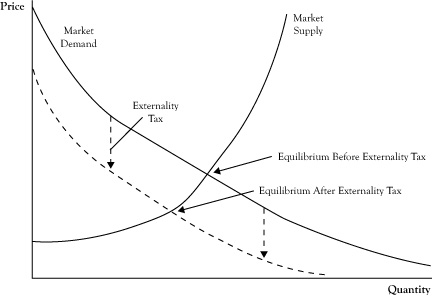 Price
Market
Demand
Market
Supply
Externality
Tax
Equilibrium Before Externality Tax
Equilibrium After Externality Tax
Quantity